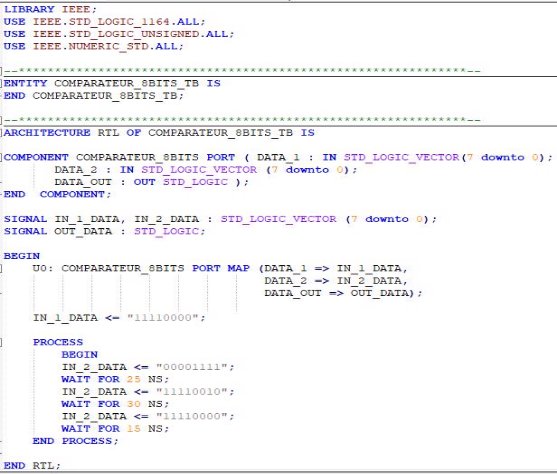 LIBRARY IEEE;
USE IEEE.STD_LOGIC_1164.ALL;
USE IEEE.STD_LOGIC_UNSIGNED.ALL;
USE IEEE.NUMERIC_STD.ALL;
--***************************************************************--
ENTITY COMPARATEUR_8BITS_TB IS
END COMPARATEUR_8BITS_TB;
--***************************************************************--
ARCHITECTURE RTL OF COMPARATEUR_8BITS_TB IS
COMPONENT COMPARATEUR_8BITS PORT ( DATA_1 : IN STD_LOGIC_VECTOR(7 downto 0);
DATA_2 : IN STD_LOGIC_VECTOR (7 downto 0);
DATA_OUT : OUT STD_LOGIC );
END COMPONENT;
SIGNAL IN_1_DATA, IN_2_DATA : STD_LOGIC_VECTOR (7 downto 0);
SIGNAL OUT_DATA : STD_LOGIC;
BEGIN
U0: COMPARATEUR_8BITS PORT MAP (DATA_1 => IN_1_DATA,
DATA_2 => IN_2_DATA,
DATA_OUT => OUT_DATA);
IN_1_DATA <= "11110000";
PROCESS
BEGIN
IN_2_DATA <= "00001111";
WAIT FOR 25 NS;
IN_2_DATA <= "11110010";
WAIT FOR 30 NS;
IN_2_DATA <= "11110000";
WAIT FOR 15 NS;
END PROCESS;
END RTL;